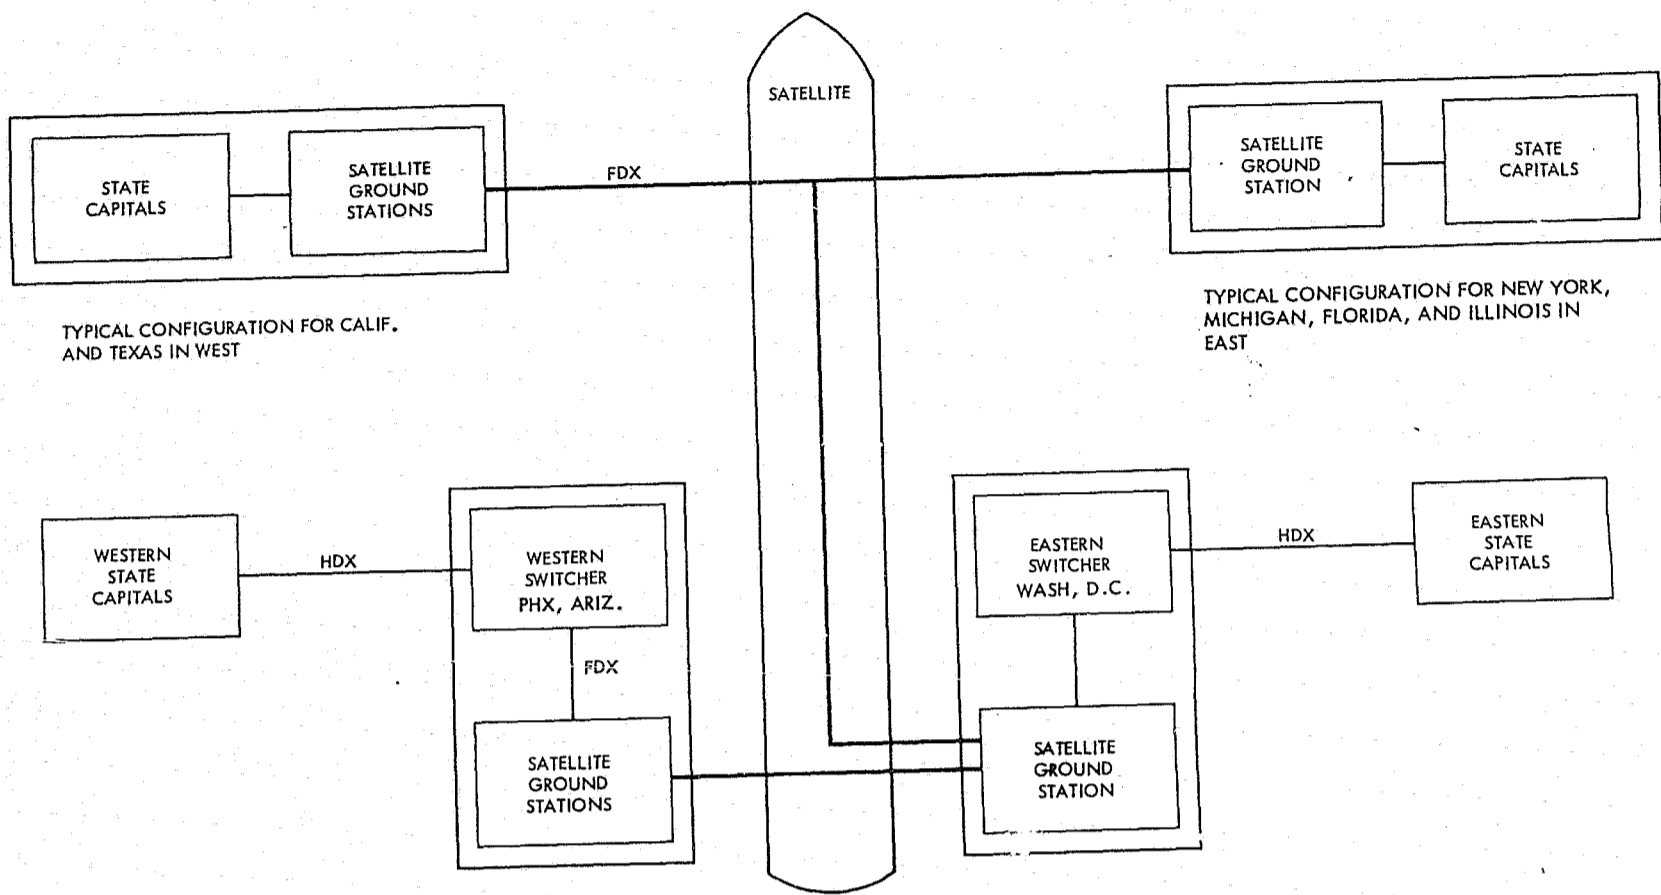 SATELLITE
STATE
CAPITALS
SATELLITE
GROUND
STATIONS
FDX
SATELLITE
GROUND
STATION
STATE
CAPITALS
TYPICAL CONFIGURATION FOR CALIF.
AND TEXAS IN WEST
TYPICAL CONFIGURATION FOR NEW YORK,
MICHIGAN, FLORIDA, AND ILLINOIS IN
EAST
WESTERN
STATE
CAPITALS
HDX
WESTERN
SWITCHER
PHX, ARIZ.
FDX
SATELLITE
GROUND
STATIONS
EASTERN
SWITCHER
WASH, D.C.
HDX
EASTERN
STATE
CAPITALS
SATELLITE
GROUND
STATION